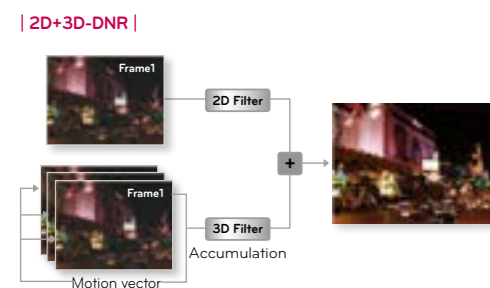 | 2D+3D-DNR |
Frame1
2D Filter
+
Frame1
3D Filter
Accumulation
Motion vector